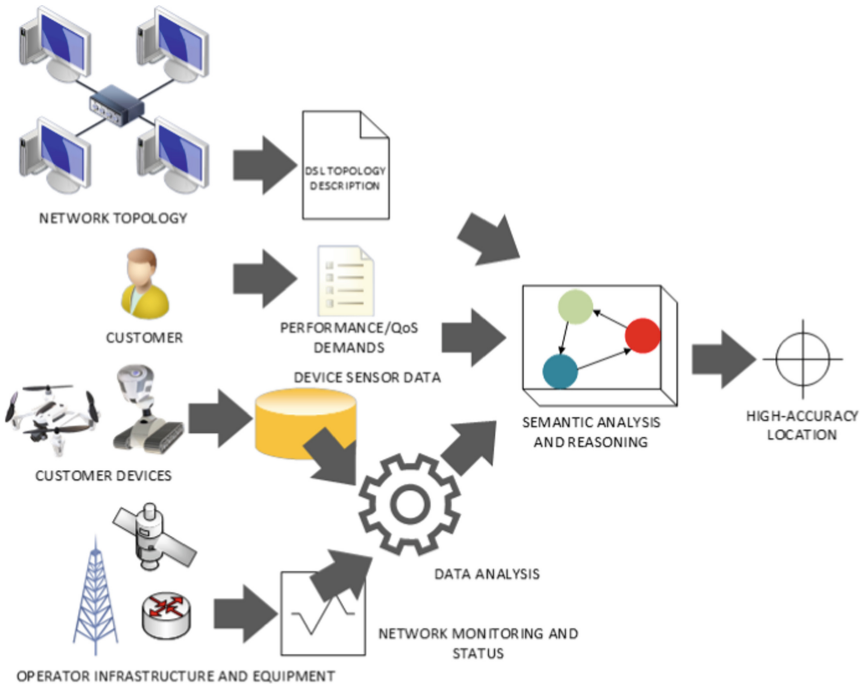 DSL TOPOLOGY
DESCRIPTION
NETWORK TOPOLOGY
CUSTOMER
PERFORMANCE/QoS
DEMANDS
DEVICE SENSOR DATA
CUSTOMER DEVICES
SEMANTIC ANALYSIS
AND REASONING
HIGH-ACCURACY
LOCATION
DATA ANALYSIS
NETWORK MONITORING AND
STATUS
OPERATOR INFRASTRUCTURE AND EQUIPMENT